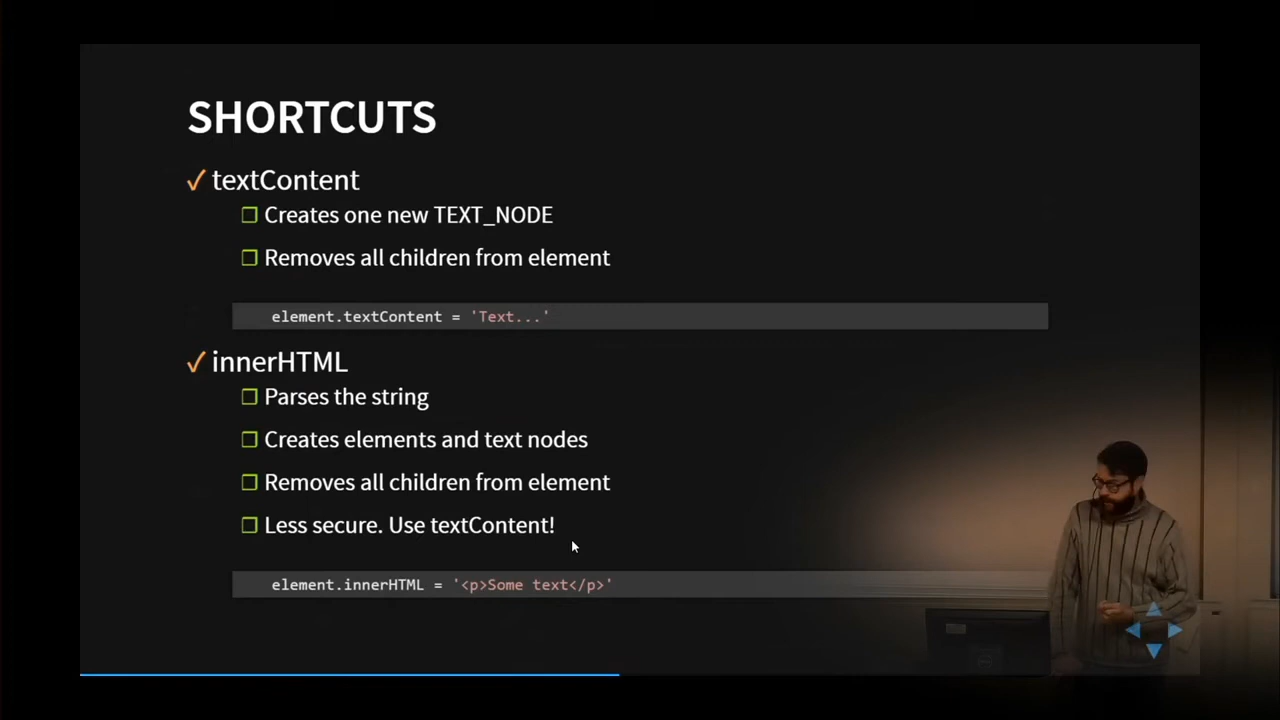 SHORTCUTS
✓ textContent
❐ Creates one new TEXT_NODE
❐ Removes all children from element
element.textContent = 'Text...'
✓ innerHTML
❐ Parses the string
❐ Creates elements and text nodes
❐ Removes all children from element
❐ Less secure. Use textContent!
element.innerHTML = '<p>Some text</p>'